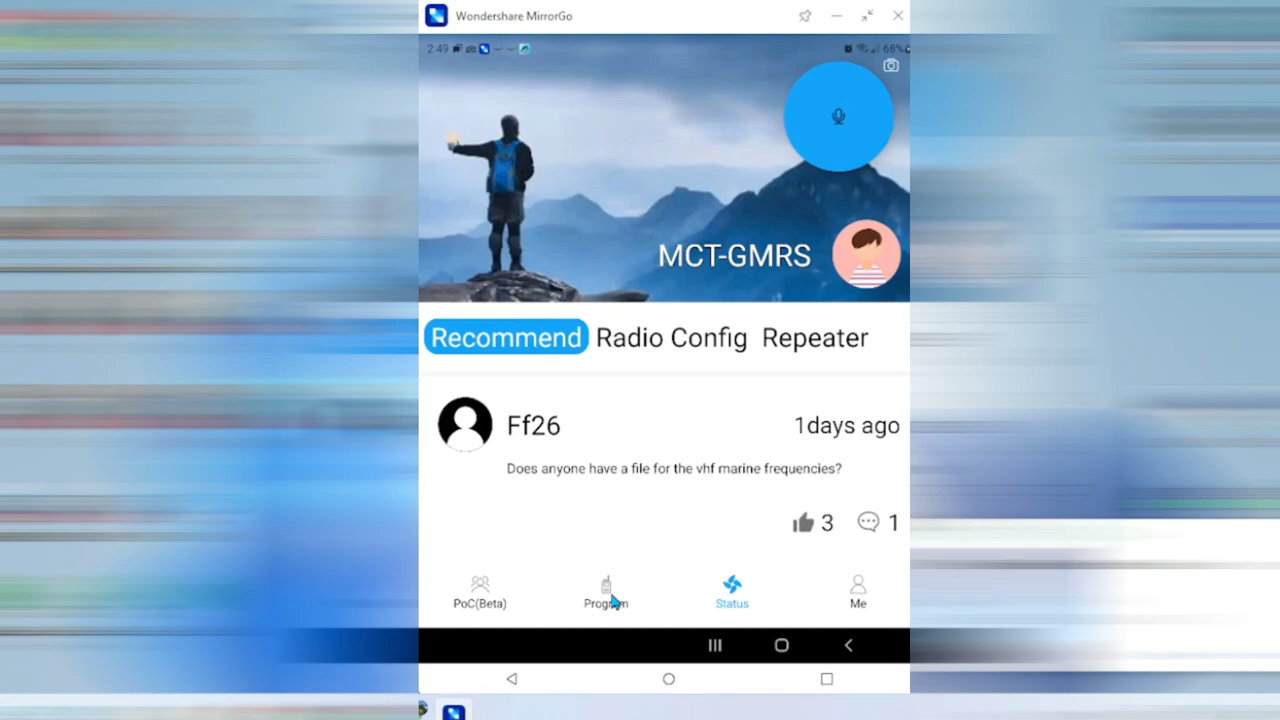 Wondershare MirrorGo
2:49
68%
MCT-GMRS
Recommend Radio Config Repeater
Ff26
1days ago
Does anyone have a file for the vhf marine frequencies?
3 1
PoC(Beta) Program Status Me